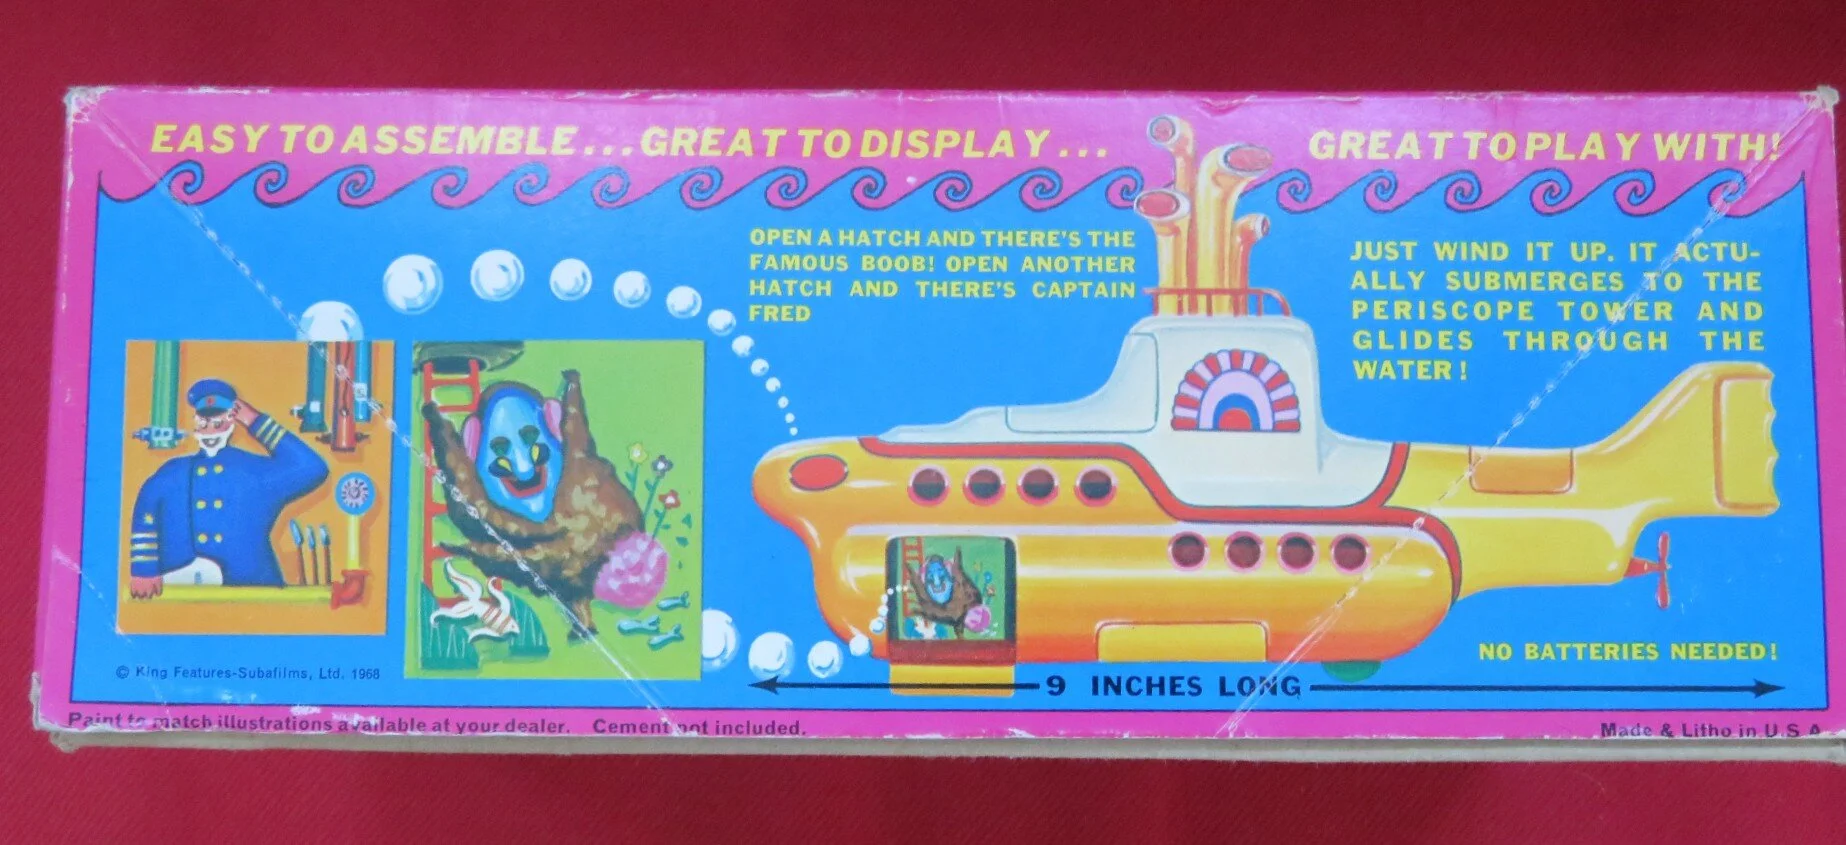 EASY TO ASSEMBLE...GREAT TO DISPLAY... GREAT TO PLAY WITH!
OPEN A HATCH AND THERE'S THE
FAMOUS BOOB! OPEN ANOTHER
HATCH AND THERE'S CAPTAIN
FRED
JUST WIND IT UP. IT ACTU-
ALLY SUBMERGES TO THE
PERISCOPE TOWER AND
GLIDES THROUGH THE
WATER!
NO BATTERIES NEEDED!
© King Features-Subafilms, Ltd. 1968
9 INCHES LONG
Paint to match illustrations available at your dealer. Cement not included.
Made & Litho in U.S.A.